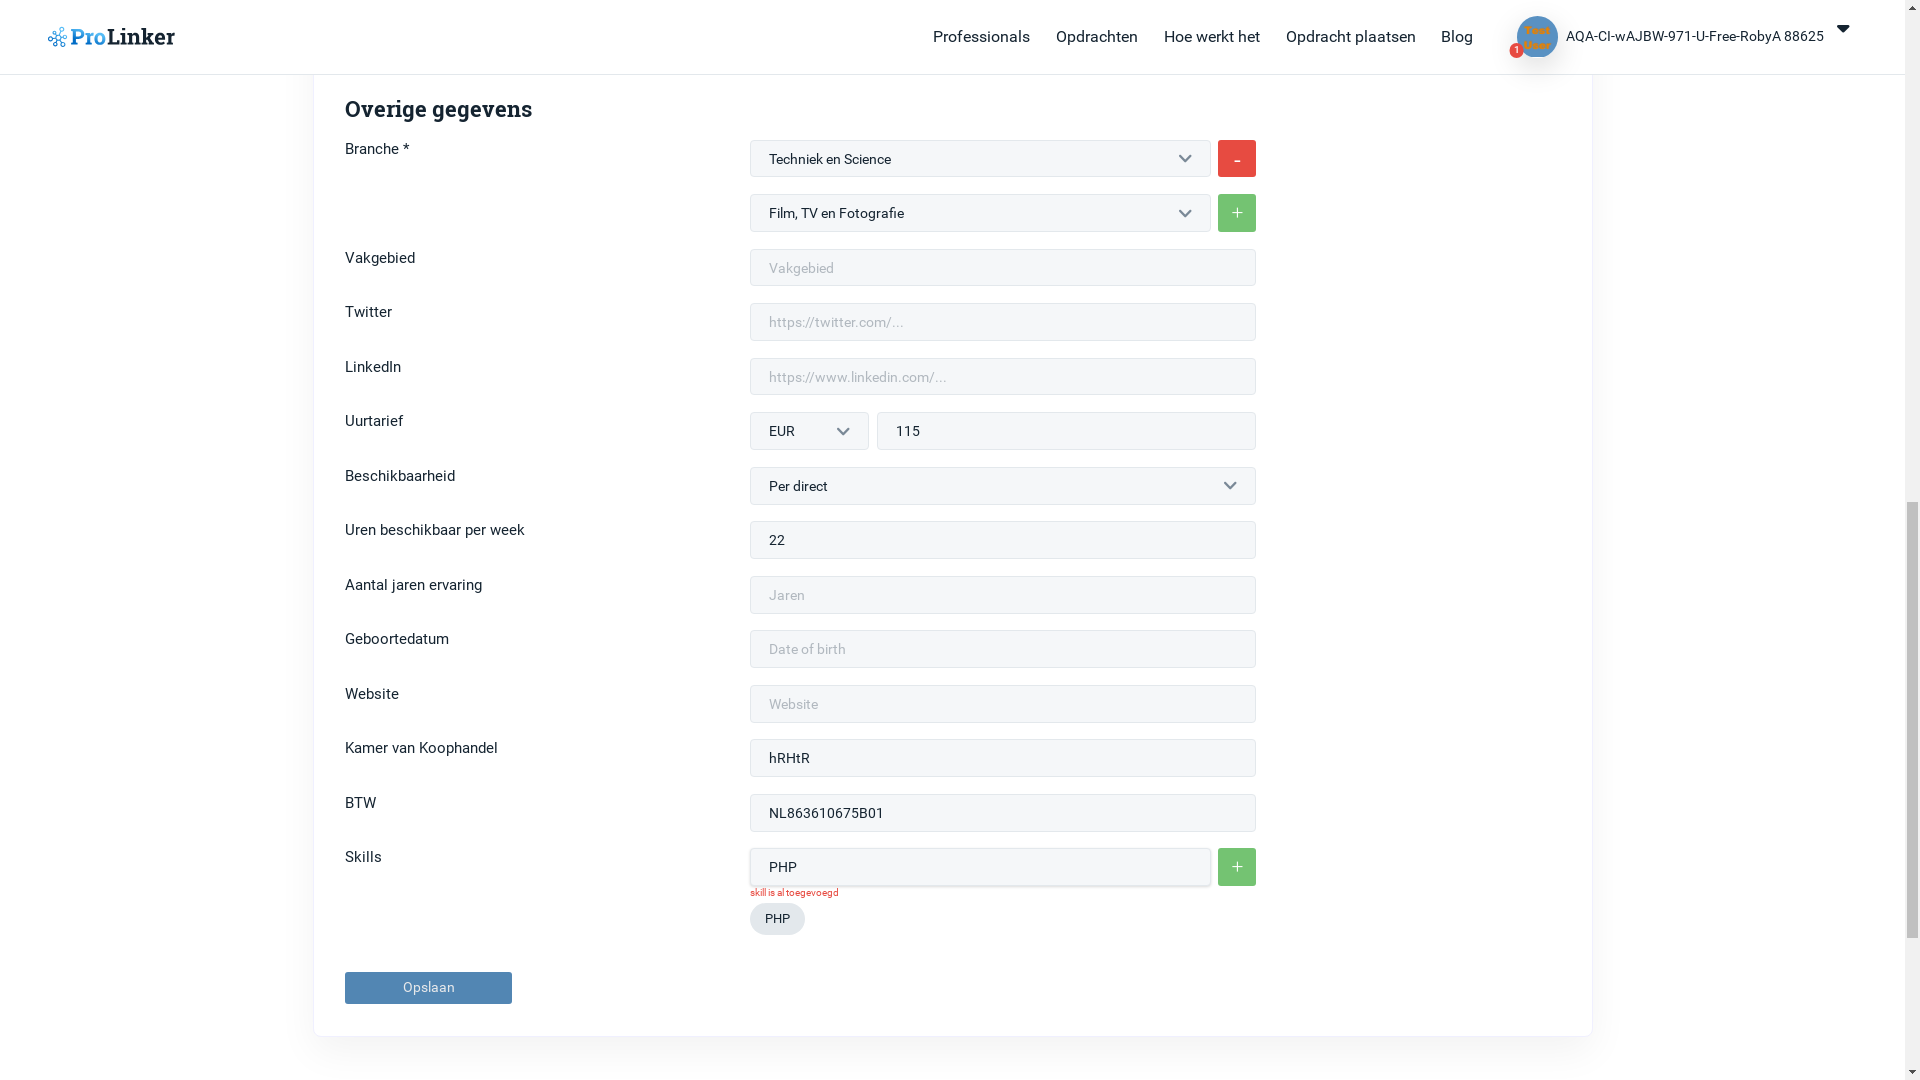 ProLinker
Professionals Opdrachten Hoe werkt het Opdracht plaatsen Blog
Test User
1
AQA-CI-wAJBW-971-U-Free-RobyA 88625
Overige gegevens
Branche *
Techniek en Science
-
Film, TV en Fotografie
+
Vakgebied
Vakgebied
Twitter
https://twitter.com/...
LinkedIn
https://www.linkedin.com/...
Uurtarief
EUR
115
Beschikbaarheid
Per direct
Uren beschikbaar per week
22
Aantal jaren ervaring
Jaren
Geboortedatum
Date of birth
Website
Website
Kamer van Koophandel
hRHtR
BTW
NL863610675B01
Skills
PHP
+
skill is al toegevoegd
PHP
Opslaan